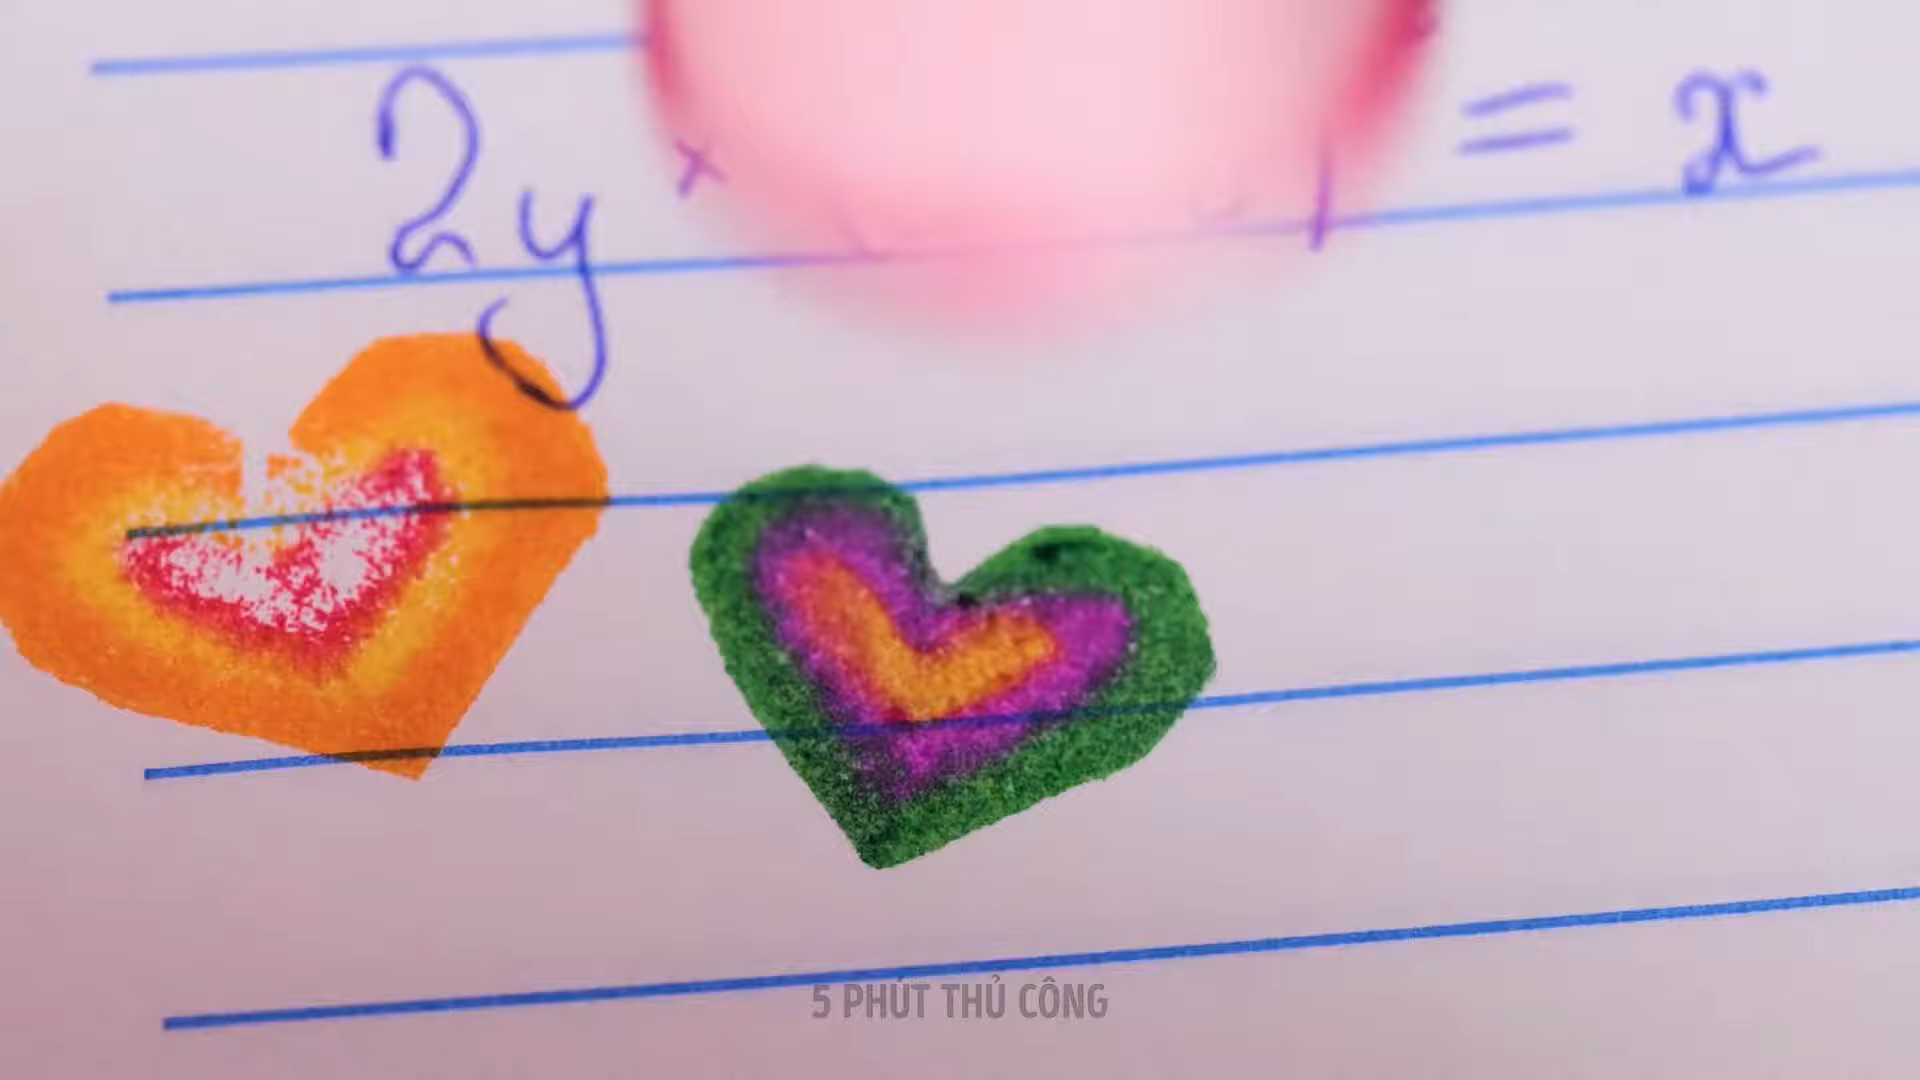 2y = x
5 PHÚT THỦ CÔNG